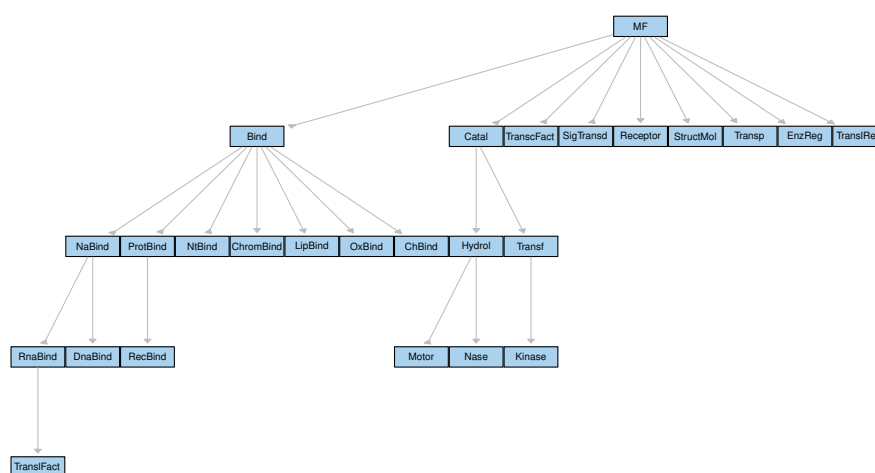 MF
Bind Catal TranscFact SigTransd Receptor StructMol Transp EnzReg TranslRe
NaBind ProtBind NtBind ChromBind LipBind OxBind ChBind Hydrol Transf
RnaBind DnaBind RecBind Motor Nase Kinase
TranslFact